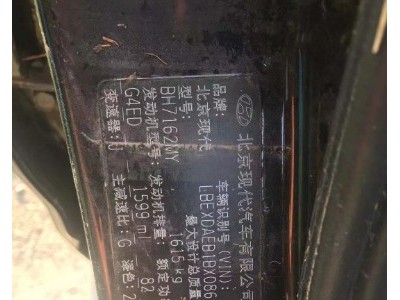 北京现代汽车有限公
品牌:北京现代
车辆识别号(VIN):
型号:BH7162MY
LBEXDAEB1BX086
发动机型号:G4ED
发动机排量:1599 ml
最大设计总
1615 kg
额定功
82
变速器:U
主减速比:G
漆色:2